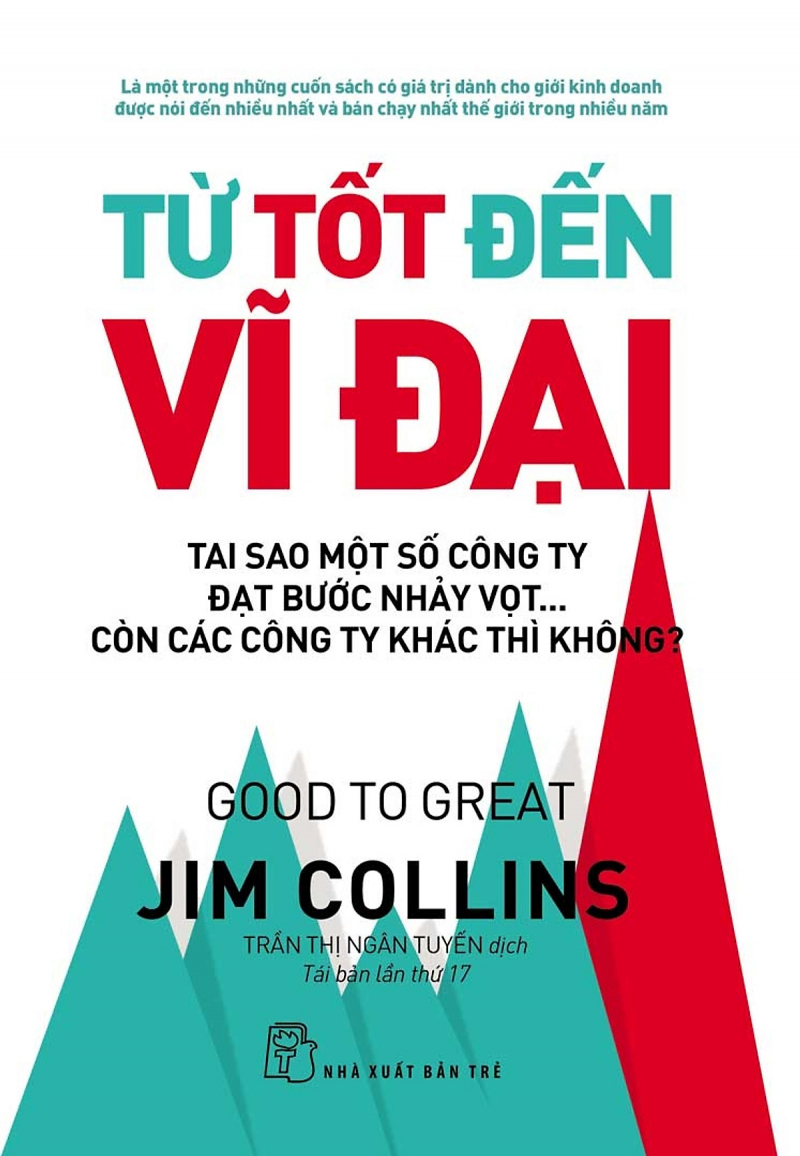 Là một trong những cuốn sách có giá trị dành cho giới kinh doanh
được nói đến nhiều nhất và bán chạy nhất thế giới trong nhiều năm
TỪ TỐT ĐẾN
VĨ ĐẠI
TẠI SAO MỘT SỐ CÔNG TY
ĐẠT BƯỚC NHẢY VỌT...
CÒN CÁC CÔNG TY KHÁC THÌ KHÔNG?
GOOD TO GREAT
JIM COLLINS
TRẦN THỊ NGÂN TUYẾN dịch
Tái bản lần thứ 17
T
NHÀ XUẤT BẢN TRẺ